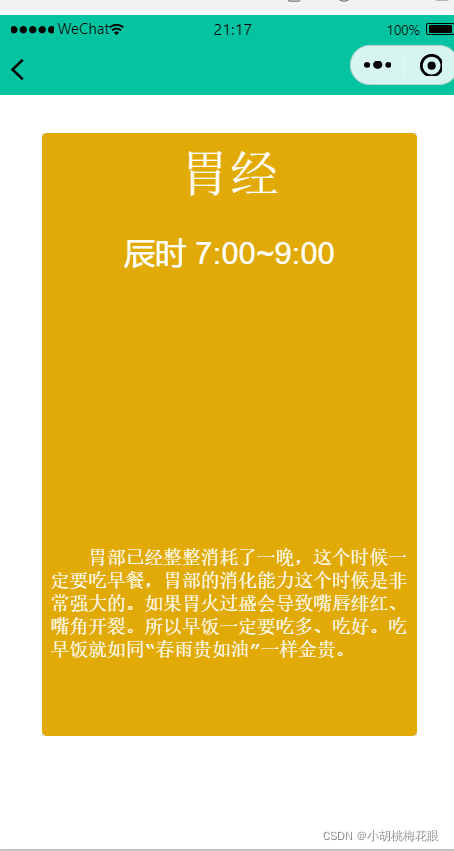 WeChat 21:17 100%
胃经
辰时 7:00~9:00
胃部已经整整消耗了一晚，这个时候一
定要吃早餐，胃部的消化能力这个时候是非
常强大的。如果胃火过盛会导致嘴唇绯红、
嘴角开裂。所以早饭一定要吃多、吃好。吃
早饭就如同“春雨贵如油”一样金贵。
CSDN @小胡桃梅花眼